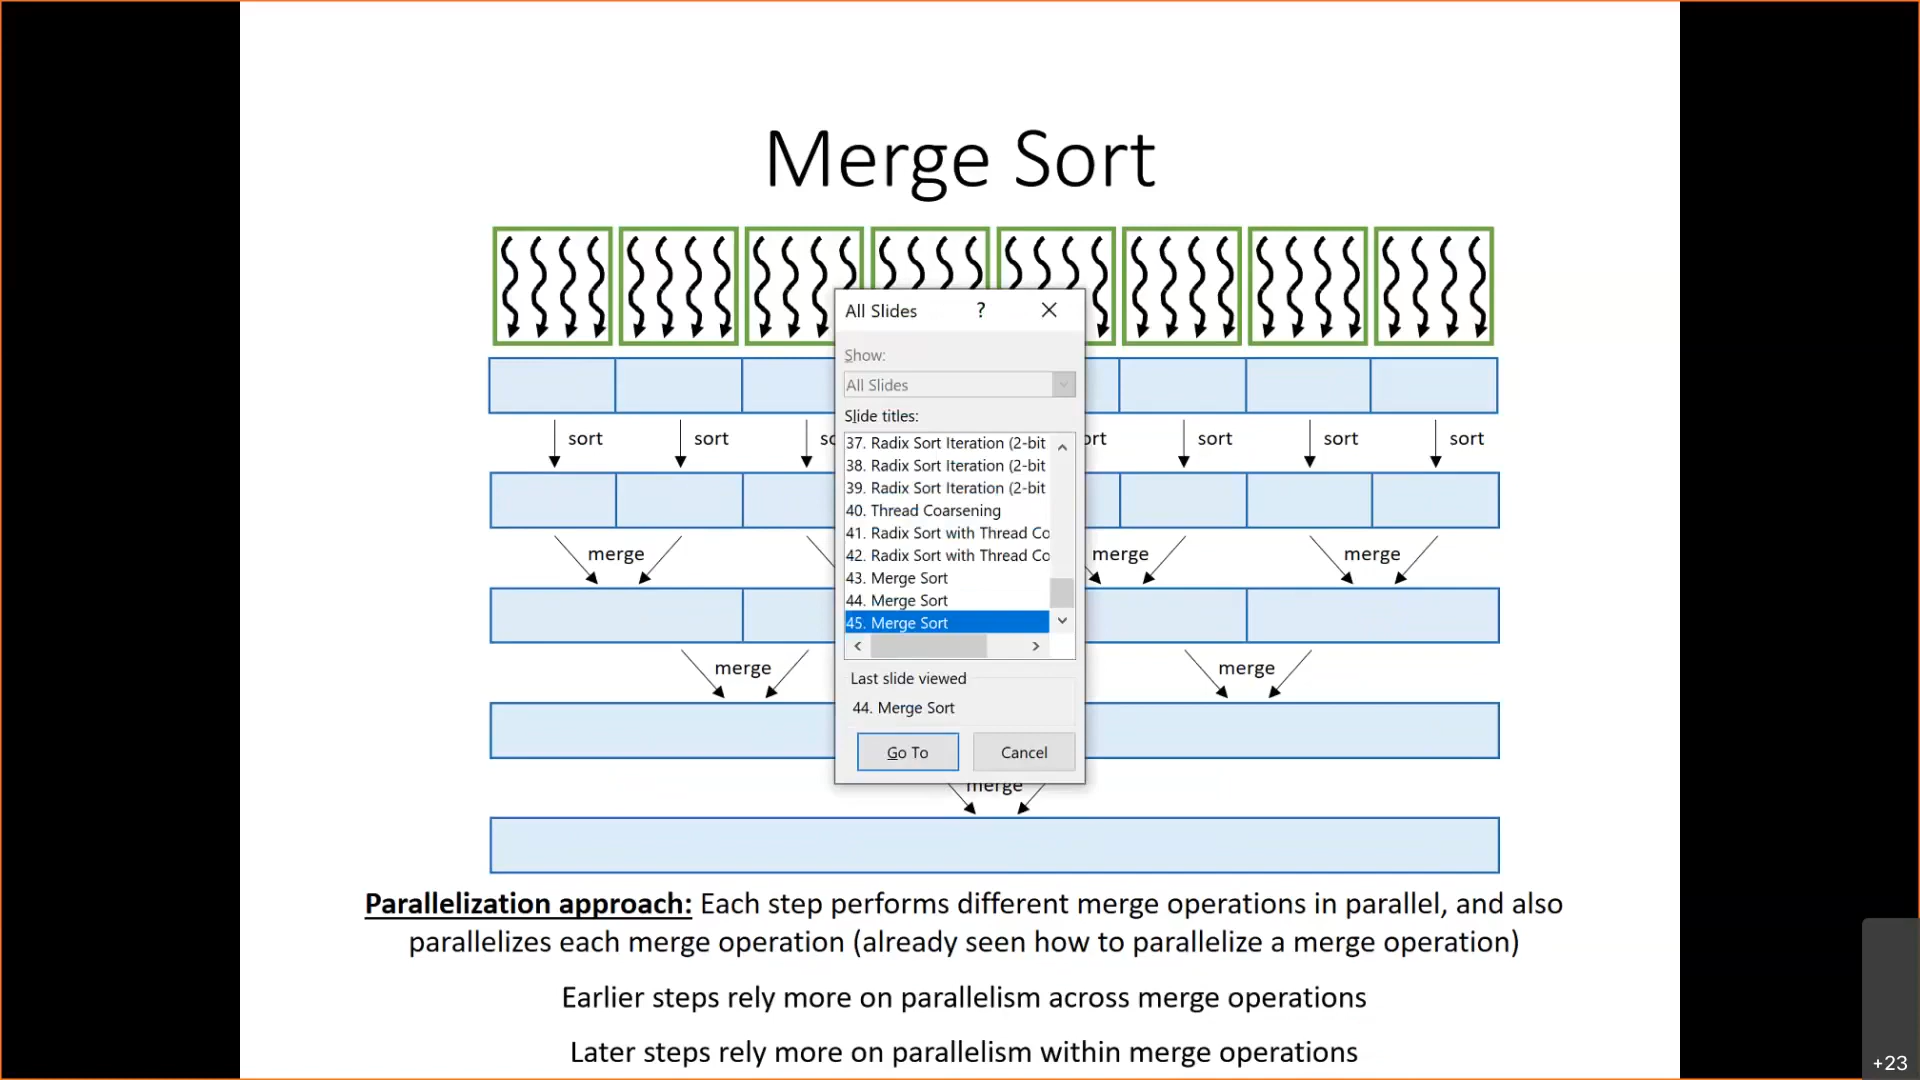 Merge Sort
All Slides ?
Show:
All Slides
Slide titles:
37. Radix Sort Iteration (2-bit
38. Radix Sort Iteration (2-bit
39. Radix Sort Iteration (2-bit
40. Thread Coarsening
41. Radix Sort with Thread Co
42. Radix Sort with Thread Co
43. Merge Sort
44. Merge Sort
45. Merge Sort
Last slide viewed
44. Merge Sort
Go To Cancel
sort sort sort sort sort
merge merge merge
merge merge
merge
Parallelization approach: Each step performs different merge operations in parallel, and also
parallelizes each merge operation (already seen how to parallelize a merge operation)
Earlier steps rely more on parallelism across merge operations
Later steps rely more on parallelism within merge operations
+23